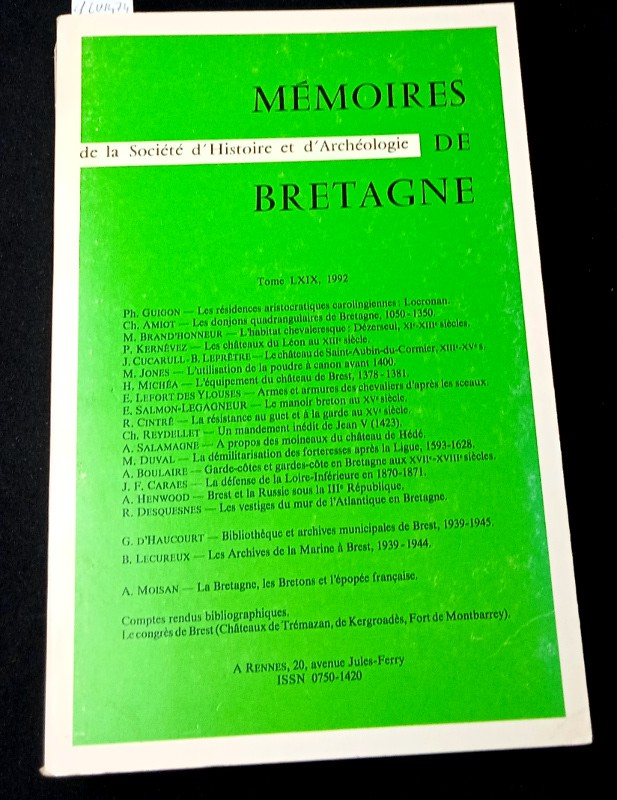 MÉMOIRES
de la Société d'Histoire et d'Archéologie DE
BRETAGNE
Tome LXIX, 1992
Ph. GUIGON — Les résidences aristocratiques carolingiennes : Locronan.
Ch. AMIOT — Les donjons quadrangulaires de Bretagne, 1050-1350.
M. BRAND'HONNEUR — L'habitat chevaleresque : Dézerseul, XIe-XIIIe siècles.
P. KERNÉVEZ — Les châteaux du Léon au XIIIe siècle.
J. CUCARULL - B. LEPRÊTRE — Le château de Saint-Aubin-du-Cormier, XIIIe-XVe s.
M. JONES — L'utilisation de la poudre à canon avant 1400.
H. MICHÉA — L'équipement du château de Brest, 1378-1381.
E. LEFORT DES YLOUSES — Armes et armures des chevaliers d'après les sceaux.
E. SALMON-LEGAGNEUR — Le manoir breton au XVe siècle.
R. CINTRÉ — La résistance au guet et à la garde au XVe siècle.
Ch. REYDELLET — Un mandement inédit de Jean V (1423).
A. SALAMAGNE — A propos des moineaux du château de Hédé.
M. DUVAL — La démilitarisation des forteresses après la Ligue, 1593-1628.
A. BOULAIRE — Garde-côtes et gardes-côte en Bretagne aux XVIIe-XVIIIe siècles.
J. F. CARAES — La défense de la Loire-Inférieure en 1870-1871.
A. HENWOOD — Brest et la Russie sous la IIIe République.
R. DESQUESNES — Les vestiges du mur de l'Atlantique en Bretagne.
G. D'HAUCOURT — Bibliothèque et archives municipales de Brest, 1939-1945.
B. LECUREUX — Les Archives de la Marine à Brest, 1939-1944.
A. MOISAN — La Bretagne, les Bretons et l'épopée française.
Comptes rendus bibliographiques.
Le congrès de Brest (Châteaux de Trémazan, de Kergroadès, Fort de Montbarrey).
A RENNES, 20, avenue Jules-Ferry
ISSN 0750-1420